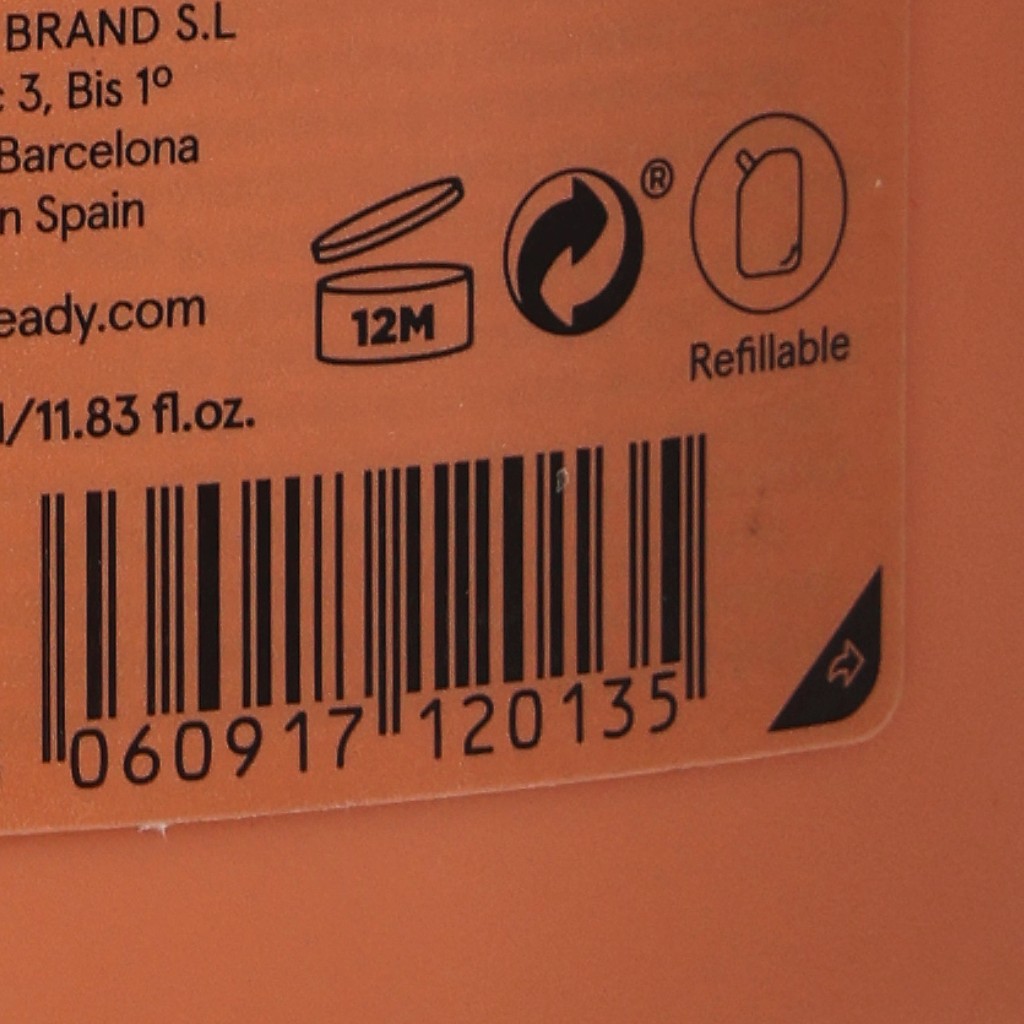 BRAND S.L
3, Bis 1º
Barcelona
n Spain
eady.com
12M
®
Refillable
/11.83 fl.oz.
060917 120135